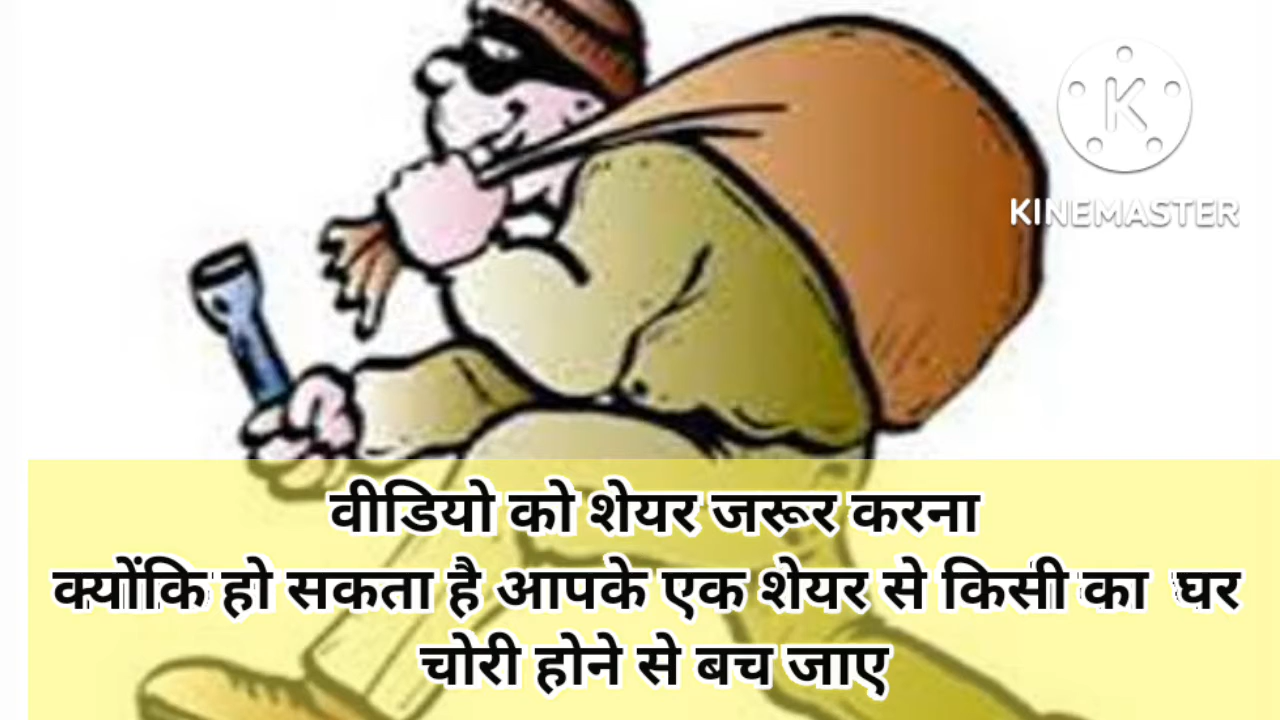 KINEMASTER
वीडियो को शेयर जरूर करना
क्योंकि हो सकता है आपके एक शेयर से किसी का घर
चोरी होने से बच जाए